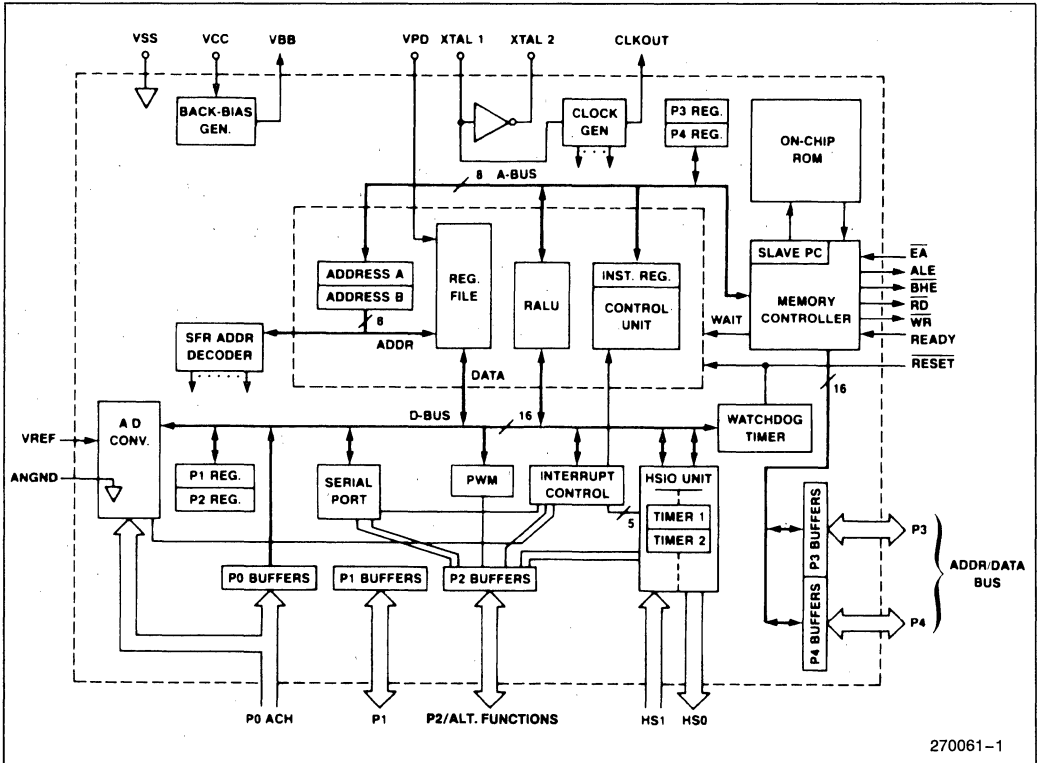 VSS
VCC
VBB
VPD
XTAL 1
XTAL 2
CLKOUT
BACK-BIAS
GEN.
CLOCK
GEN
P3 REG.
P4 REG.
ON-CHIP
ROM
8 A-BUS
SLAVE PC
MEMORY
CONTROLLER
EA
ALE
BHE
RD
WR
READY
RESET
ADDRESS A
ADDRESS B
8
ADDR
REG.
FILE
RALU
INST. REG.
CONTROL
UNIT
WAIT
SFR ADDR
DECODER
DATA
16
D-BUS
16
WATCHDOG
TIMER
VREF
ANGND
A D
CONV.
P1 REG.
P2 REG.
SERIAL
PORT
PWM
INTERRUPT
CONTROL
5
HSIO UNIT
TIMER 1
TIMER 2
P0 BUFFERS
P1 BUFFERS
P2 BUFFERS
P3 BUFFERS
P4 BUFFERS
P3
P4
ADDR/DATA
BUS
P0 ACH
P1
P2/ALT. FUNCTIONS
HS1
HS0
270061-1